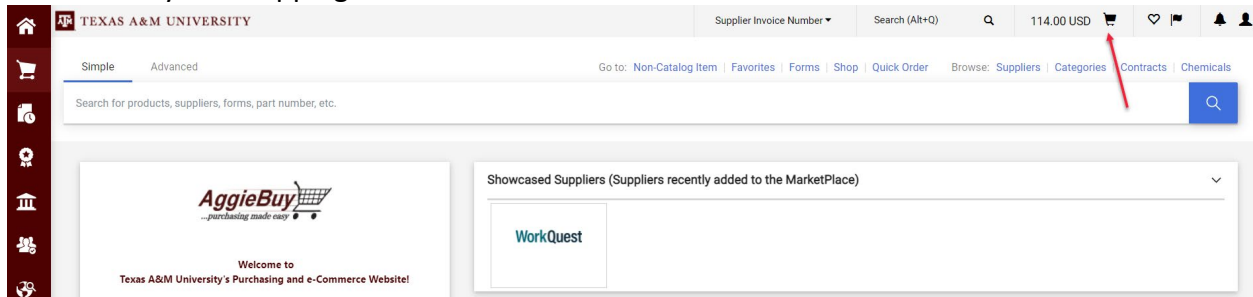 TEXAS A&M UNIVERSITY
Supplier Invoice Number
Search (Alt+Q)
114.00 USD
Simple Advanced
Go to: Non-Catalog Item | Favorites | Forms | Shop | Quick Order Browse: Suppliers | Categories | Contracts | Chemicals
Search for products, suppliers, forms, part number, etc.
AggieBuy
...purchasing made easy
Welcome to
Texas A&M University's Purchasing and e-Commerce Website!
Showcased Suppliers (Suppliers recently added to the MarketPlace)
WorkQuest